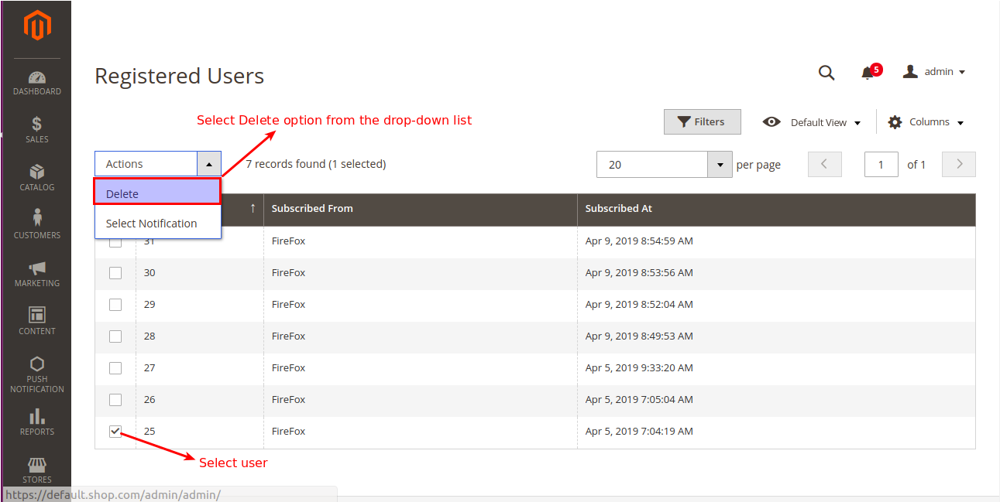 Registered Users
5
admin
Select Delete option from the drop-down list
Filters
Default View
Columns
Actions
7 records found (1 selected)
20
per page
1
of 1
Delete
Select Notification
↑
Subscribed From
Subscribed At
31 FireFox Apr 9, 2019 8:54:59 AM
30 FireFox Apr 9, 2019 8:53:56 AM
29 FireFox Apr 9, 2019 8:52:04 AM
28 FireFox Apr 9, 2019 8:49:53 AM
27 FireFox Apr 5, 2019 9:33:20 AM
26 FireFox Apr 5, 2019 7:05:04 AM
25 FireFox Apr 5, 2019 7:04:19 AM
Select user
DASHBOARD
$
SALES
CATALOG
CUSTOMERS
MARKETING
CONTENT
PUSH
NOTIFICATION
REPORTS
STORES
https://default.shop.com/admin/admin/